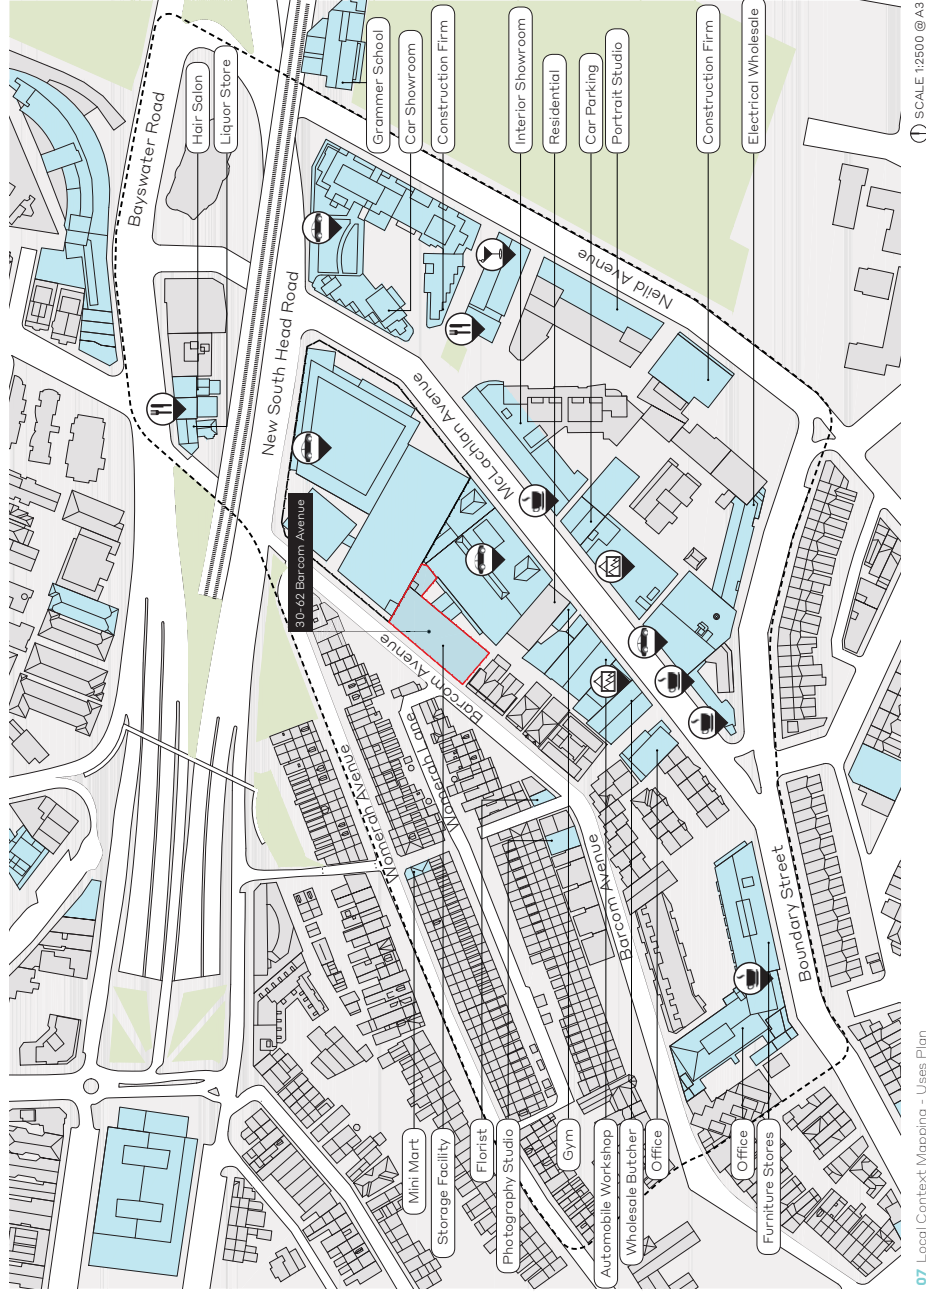 Mini Mart
Storage Facility
Florist
Photography Studio
Gym
Automobile Workshop
Wholesale Butcher
Office
Office
Furniture Stores
Hair Salon
Liquor Store
Grammer School
Car Showroom
Construction Firm
Interior Showroom
Residential
Car Parking
Portrait Studio
Construction Firm
Electrical Wholesale
30-62 Barcom Avenue
Bayswater Road
New South Head Road
McLachlan Avenue
Neild Avenue
Barcom Avenue
Womerah Avenue
Womerah Lane
Barcom Avenue
Boundary Street
07 Local Context Mapping - Uses Plan
SCALE 1:2500 @ A3